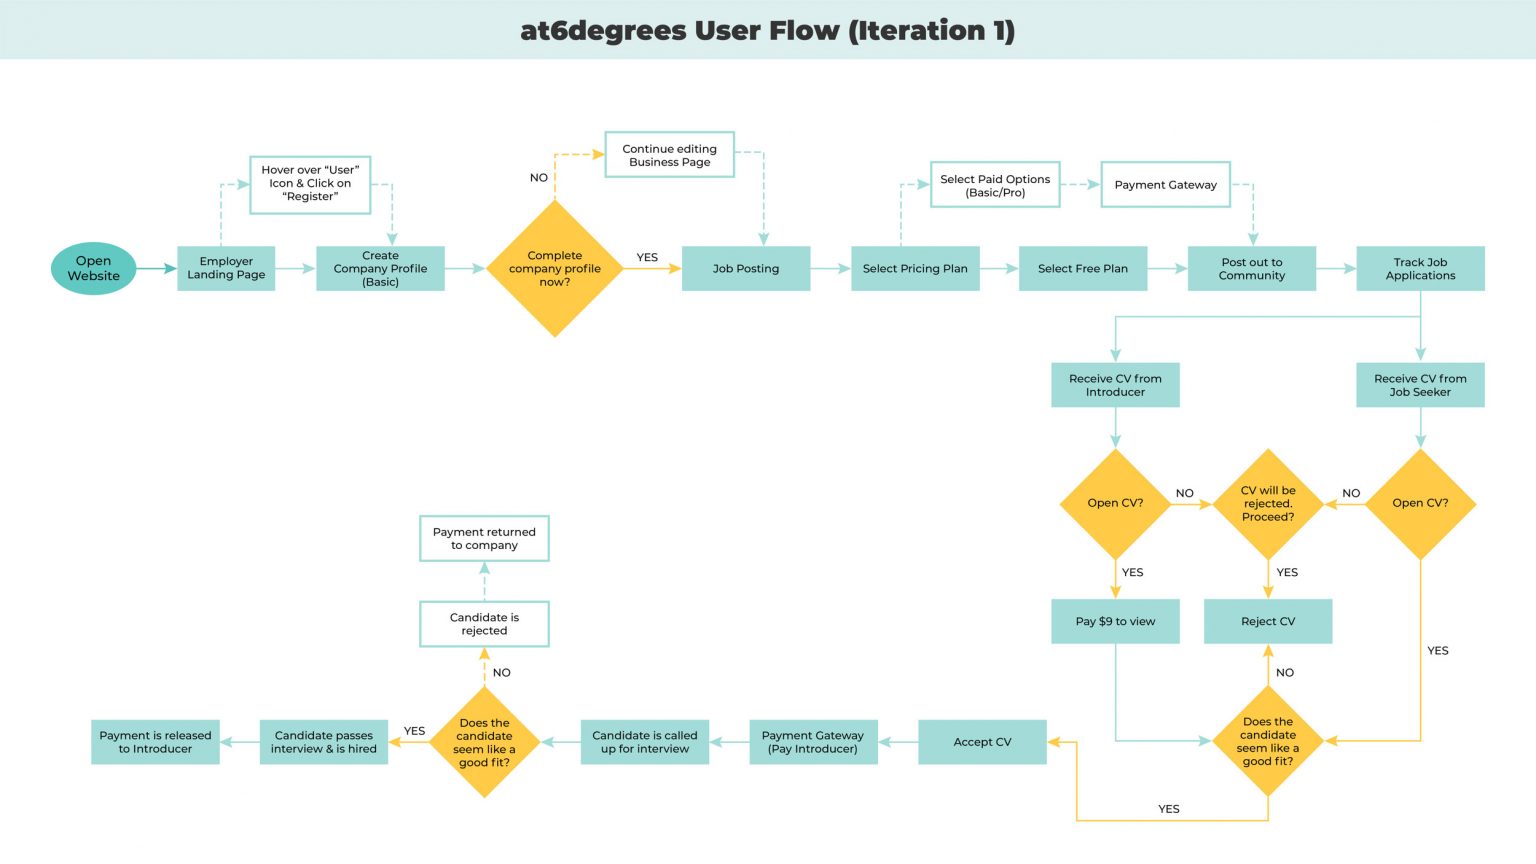 at6degrees User Flow (Iteration 1)
Hover over “User”
Icon & Click on
“Register”
NO
Continue editing
Business Page
Select Paid Options
(Basic/Pro)
Payment Gateway
Open
Website
Employer
Landing Page
Create
Company Profile
(Basic)
Complete
company profile
now?
YES
Job Posting
Select Pricing Plan
Select Free Plan
Post out to
Community
Track Job
Applications
Receive CV from
Introducer
Receive CV from
Job Seeker
Open CV?
NO
CV will be
rejected.
Proceed?
NO
Open CV?
YES
YES
Pay $9 to view
Reject CV
YES
NO
Does the
candidate
seem like a
good fit?
YES
Accept CV
Payment Gateway
(Pay Introducer)
Candidate is called
up for interview
Does the
candidate
seem like a
good fit?
NO
Candidate is
rejected
Payment returned
to company
YES
Candidate passes
interview & is hired
Payment is released
to Introducer